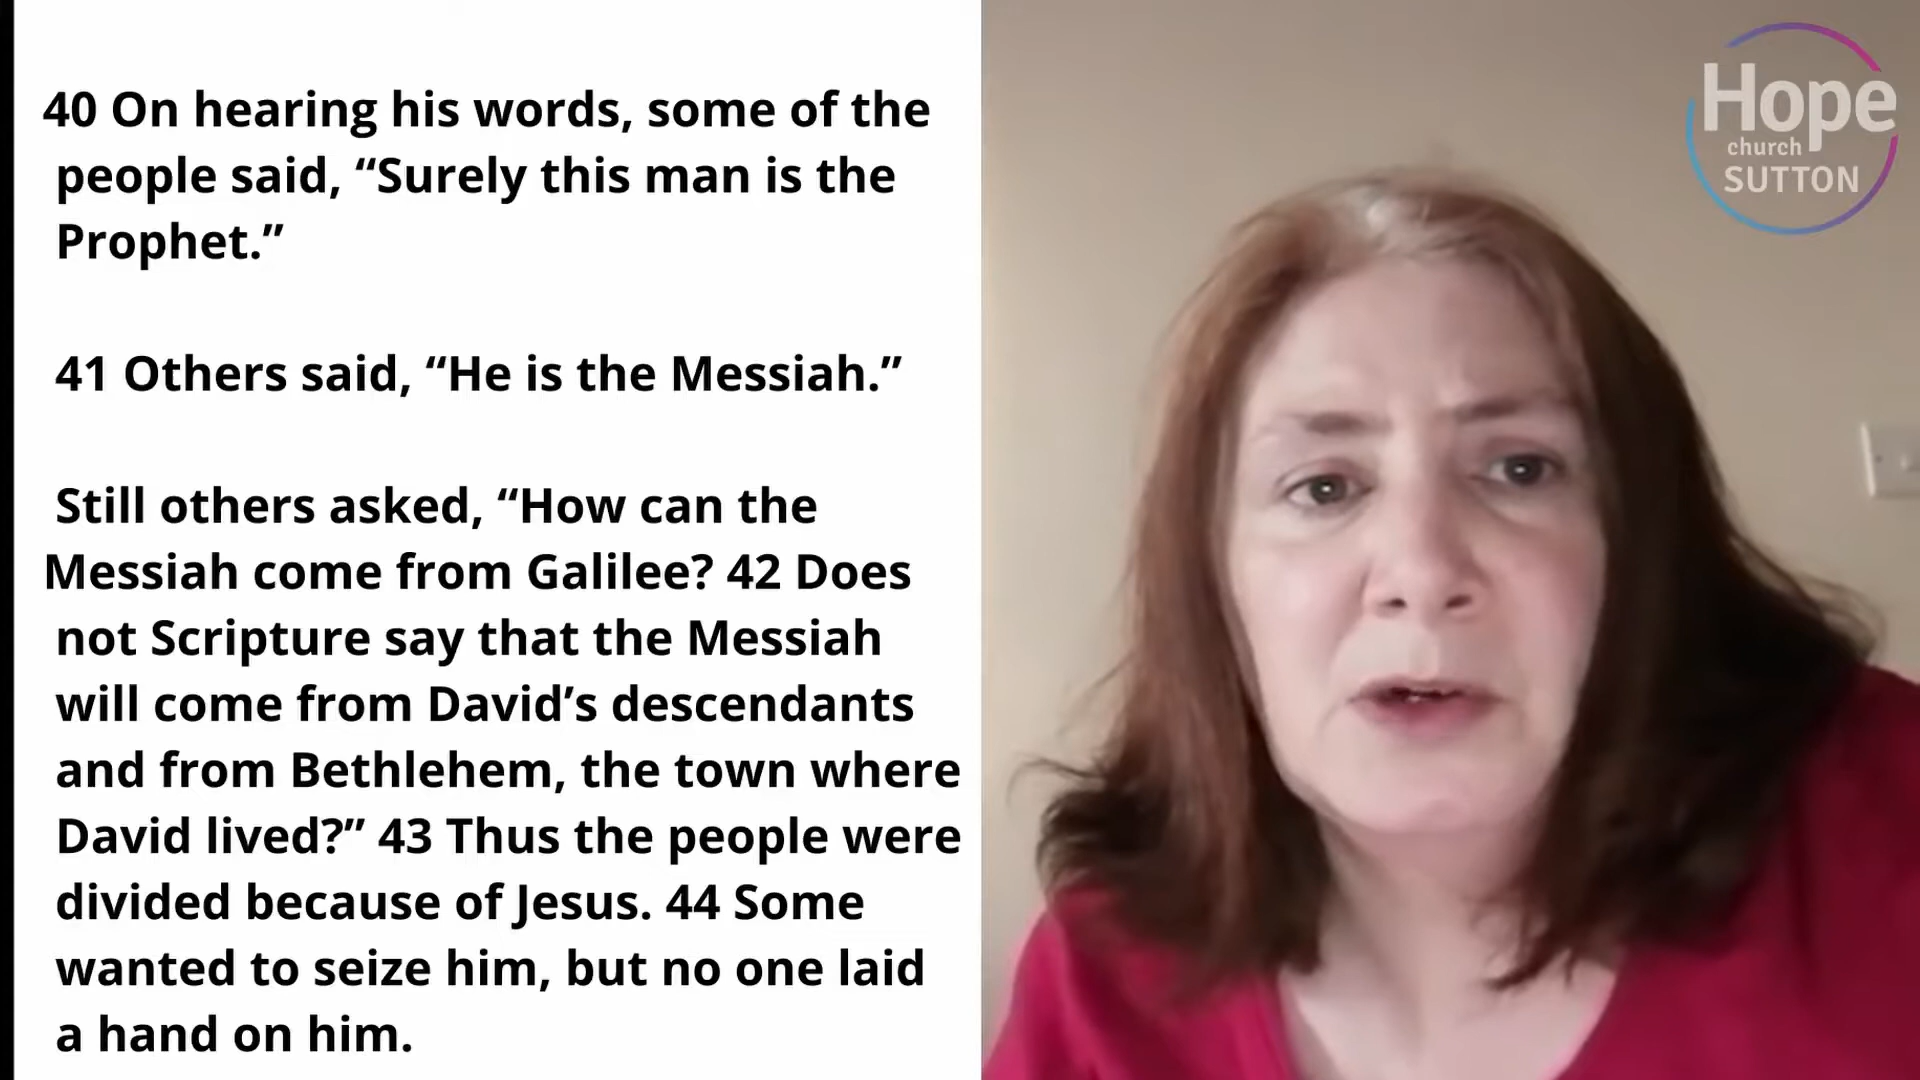 40 On hearing his words, some of the
people said, “Surely this man is the
Prophet.”
41 Others said, “He is the Messiah.”
Still others asked, “How can the
Messiah come from Galilee? 42 Does
not Scripture say that the Messiah
will come from David’s descendants
and from Bethlehem, the town where
David lived?” 43 Thus the people were
divided because of Jesus. 44 Some
wanted to seize him, but no one laid
a hand on him.
Hope
church
SUTTON